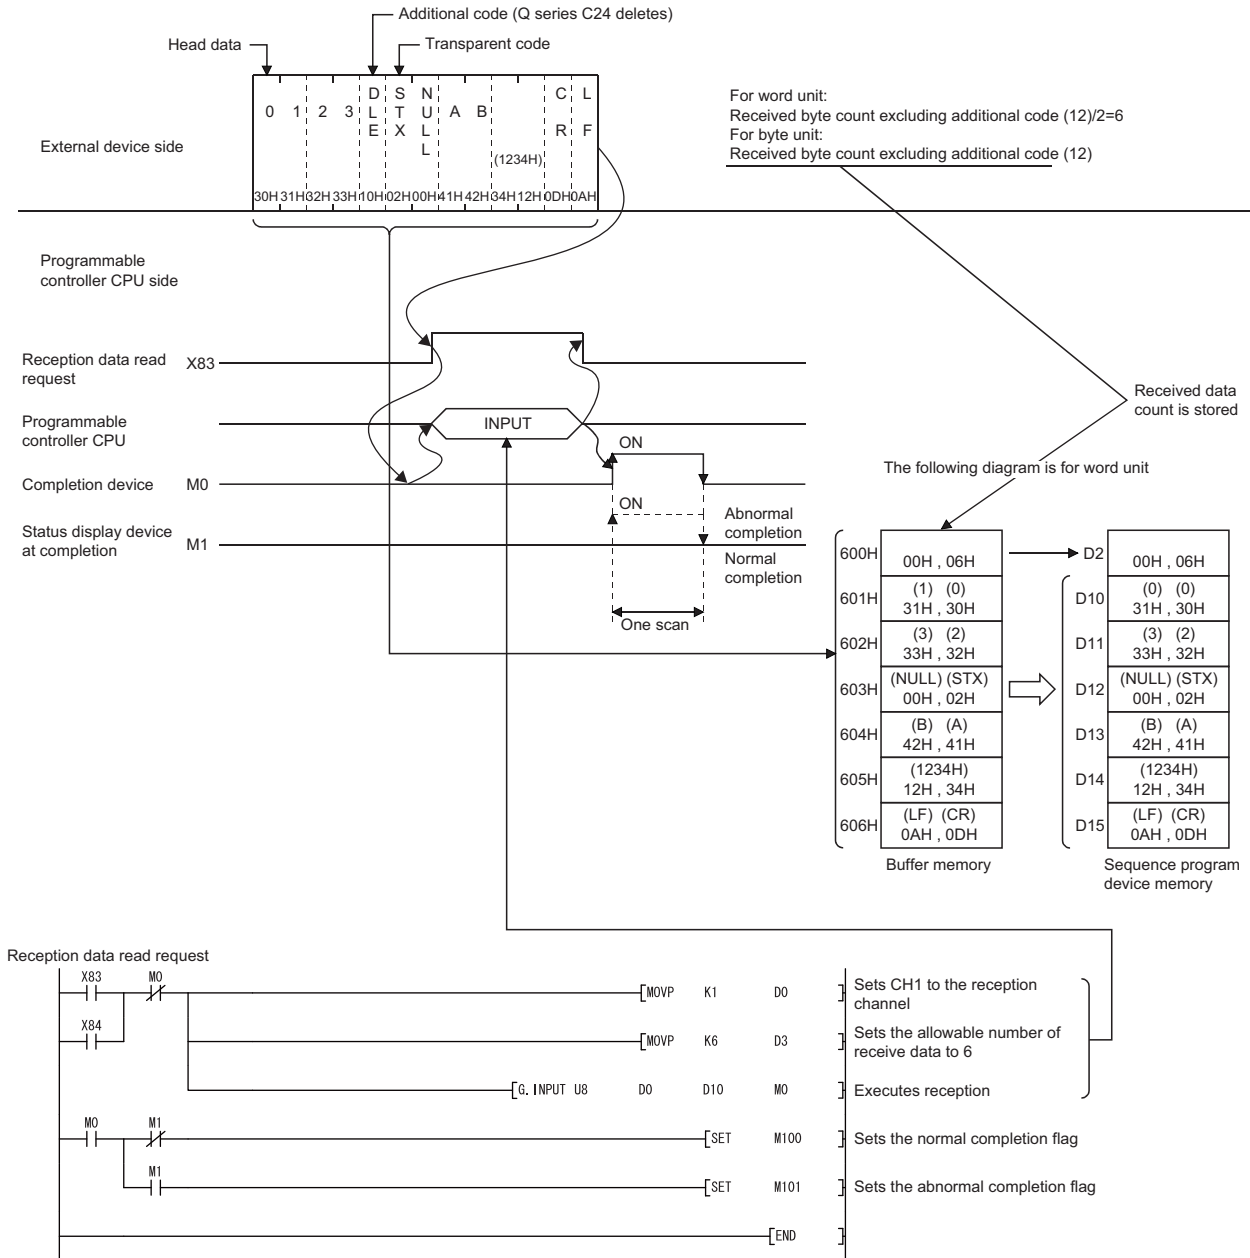 Additional code (Q series C24 deletes)
Head data
Transparent code
0 1 2 3 DLE STX NULL A B (1234H) CR LF
30H 31H 32H 33H 10H 02H 00H 41H 42H 34H 12H 0DH 0AH
External device side
For word unit:
Received byte count excluding additional code (12)/2=6
For byte unit:
Received byte count excluding additional code (12)
Programmable
controller CPU side
Reception data read
request
X83
Programmable
controller CPU
INPUT
Completion device M0
ON
Status display device
at completion
M1
ON
Abnormal
completion
Normal
completion
One scan
Received data
count is stored
The following diagram is for word unit
600H 00H , 06H D2 00H , 06H
(1) (0) (0) (0)
601H 31H , 30H D10 31H , 30H
(3) (2) (3) (2)
602H 33H , 32H D11 33H , 32H
(NULL) (STX) (NULL) (STX)
603H 00H , 02H D12 00H , 02H
(B) (A) (B) (A)
604H 42H , 41H D13 42H , 41H
(1234H) (1234H)
605H 12H , 34H D14 12H , 34H
(LF) (CR) (LF) (CR)
606H 0AH , 0DH D15 0AH , 0DH
Buffer memory
Sequence program
device memory
Reception data read request
X83 M0
[MOVP K1 D0 ]
Sets CH1 to the reception
channel
X84
[MOVP K6 D3 ]
Sets the allowable number of
receive data to 6
[G.INPUT U8 D0 D10 M0 ]
Executes reception
M0 M1
[SET M100 ]
Sets the normal completion flag
M1
[SET M101 ]
Sets the abnormal completion flag
[END ]